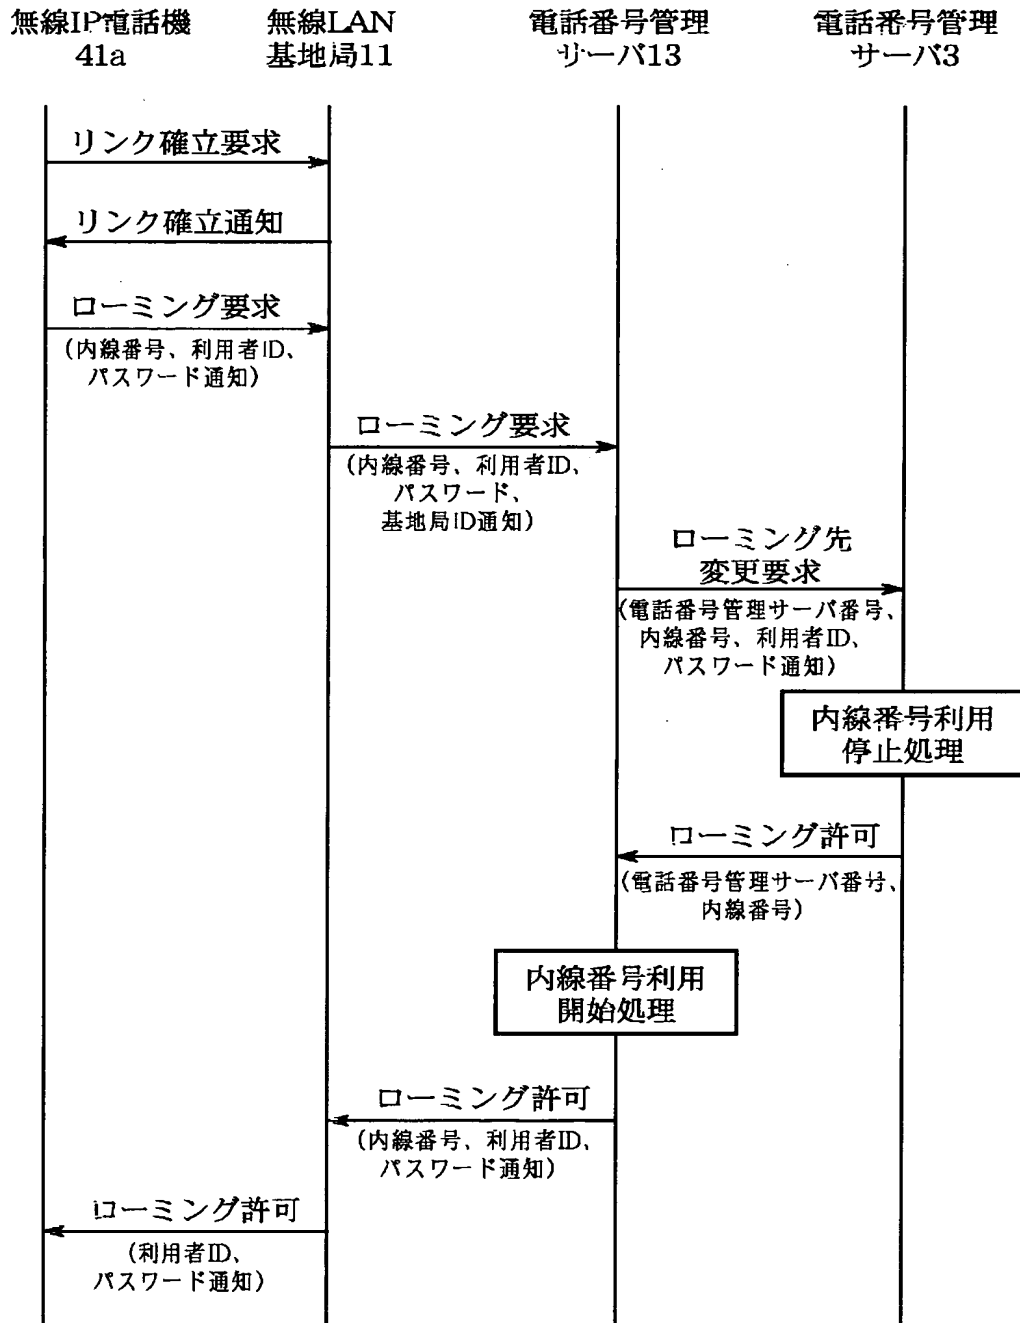 無線IP電話機
41a
無線LAN
基地局11
電話番号管理
サーバ13
電話番号管理
サーバ3
リンク確立要求
リンク確立通知
ローミング要求
(内線番号、利用者ID、
パスワード通知)
ローミング要求
(内線番号、利用者ID、
パスワード、
基地局ID通知)
ローミング先
変更要求
(電話番号管理サーバ番号、
内線番号、利用者ID、
パスワード通知)
内線番号利用
停止処理
ローミング許可
(電話番号管理サーバ番号、
内線番号)
内線番号利用
開始処理
ローミング許可
(内線番号、利用者ID、
パスワード通知)
ローミング許可
(利用者ID、
パスワード通知)